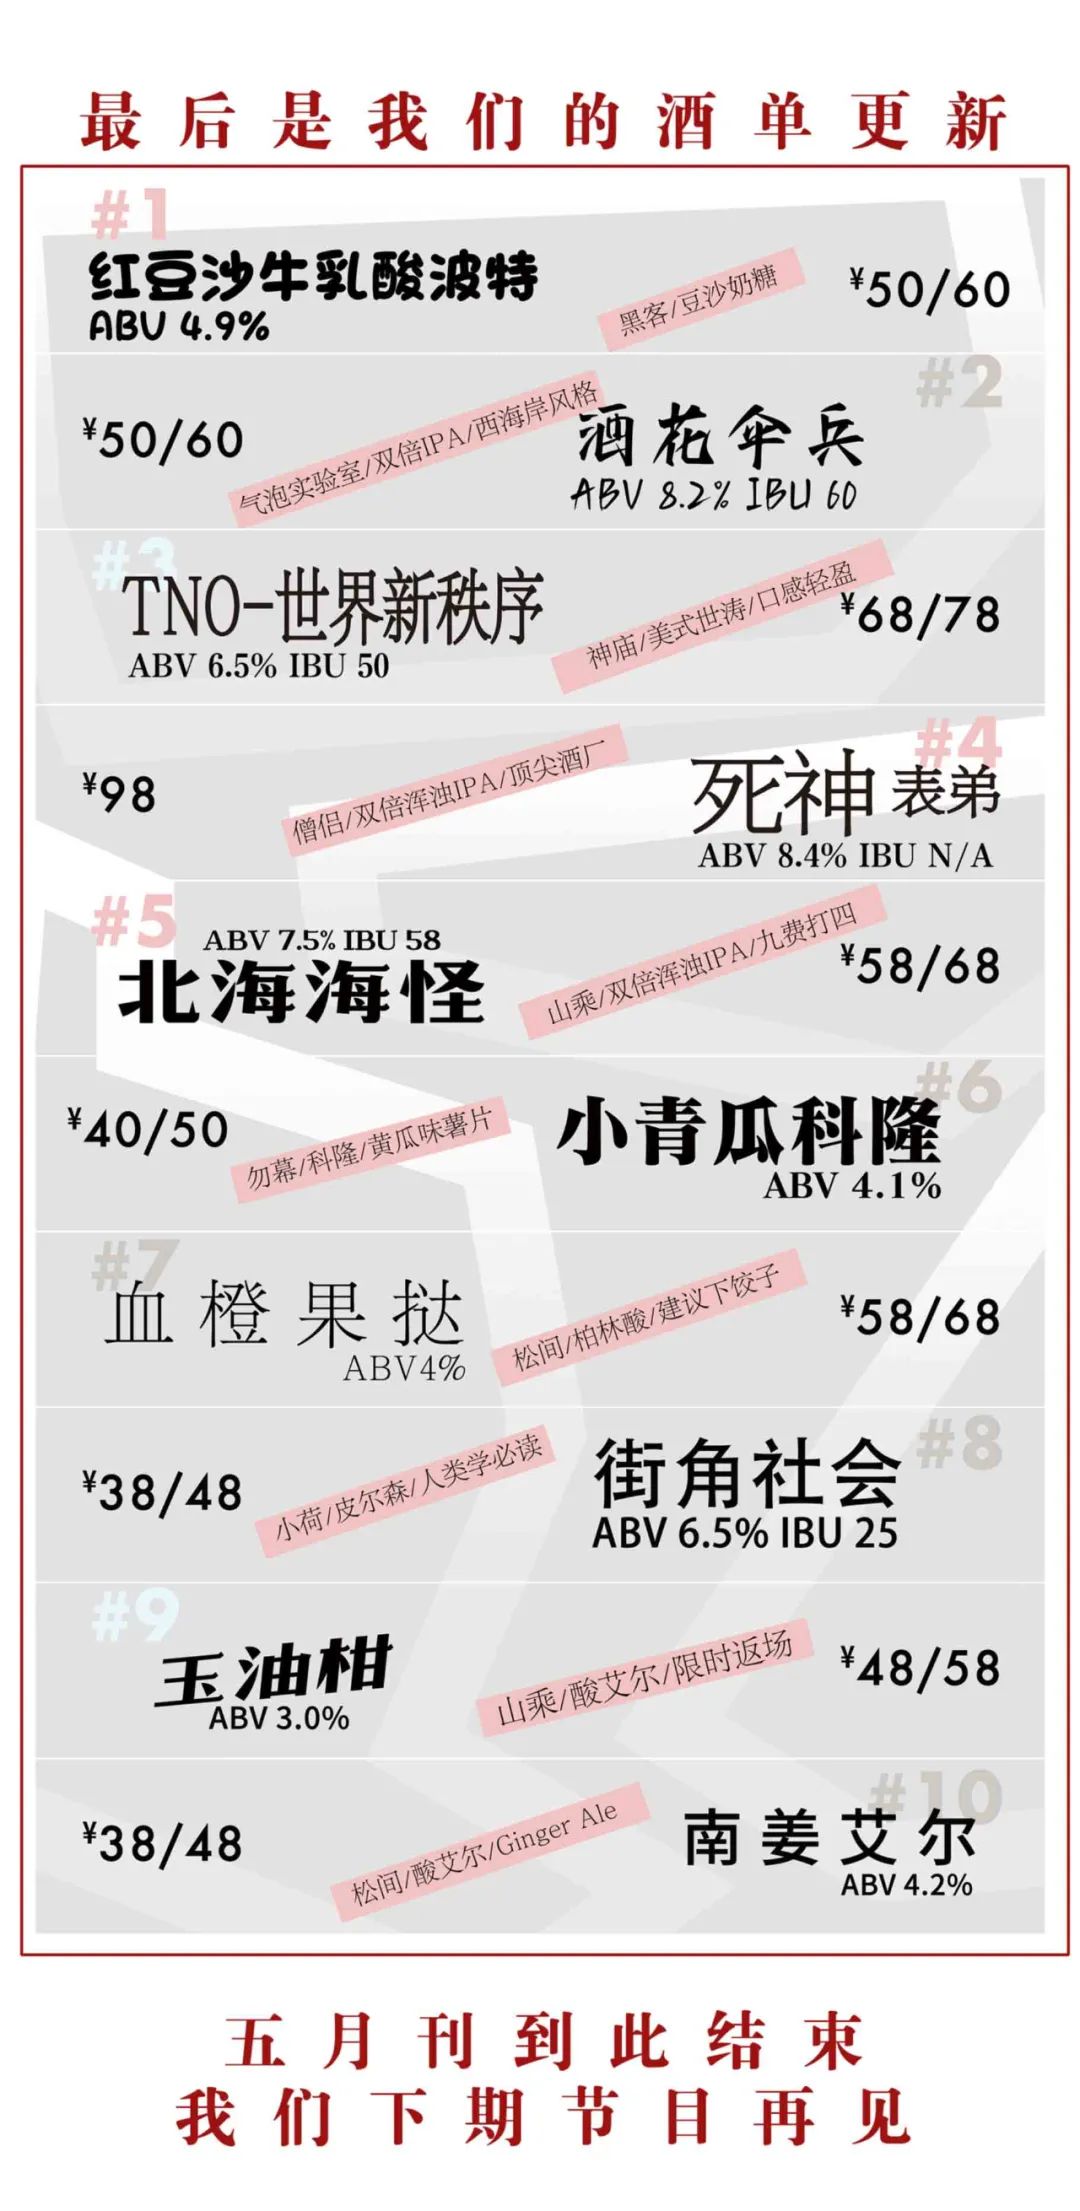 最后是我们的酒单更新
#1
红豆沙牛乳酸波特
ABU 4.9%
黑客/豆沙奶糖
¥50/60
#2
¥50/60
气泡实验室/双倍IPA/西海岸风格
酒花伞兵
ABV 8.2% IBU 60
#3
TNO-世界新秩序
ABV 6.5% IBU 50
神庙/美式世涛/口感轻盈
¥68/78
#4
¥98
僧侣/双倍浑浊IPA/顶尖酒厂
死神表弟
ABV 8.4% IBU N/A
#5
ABV 7.5% IBU 58
北海海怪
山乘/双倍浑浊IPA/九费打四
¥58/68
#6
¥40/50
勿幕/科隆/黄瓜味薯片
小青瓜科隆
ABV 4.1%
#7
血橙果挞
ABV4%
松间/柏林酸/建议下饺子
¥58/68
#8
¥38/48
小荷/皮尔森/人类学必读
街角社会
ABV 6.5% IBU 25
#9
玉油柑
ABV 3.0%
山乘/酸艾尔/限时返场
¥48/58
#10
¥38/48
松间/酸艾尔/Ginger Ale
南姜艾尔
ABV 4.2%
五月刊到此结束
我们下期节目再见